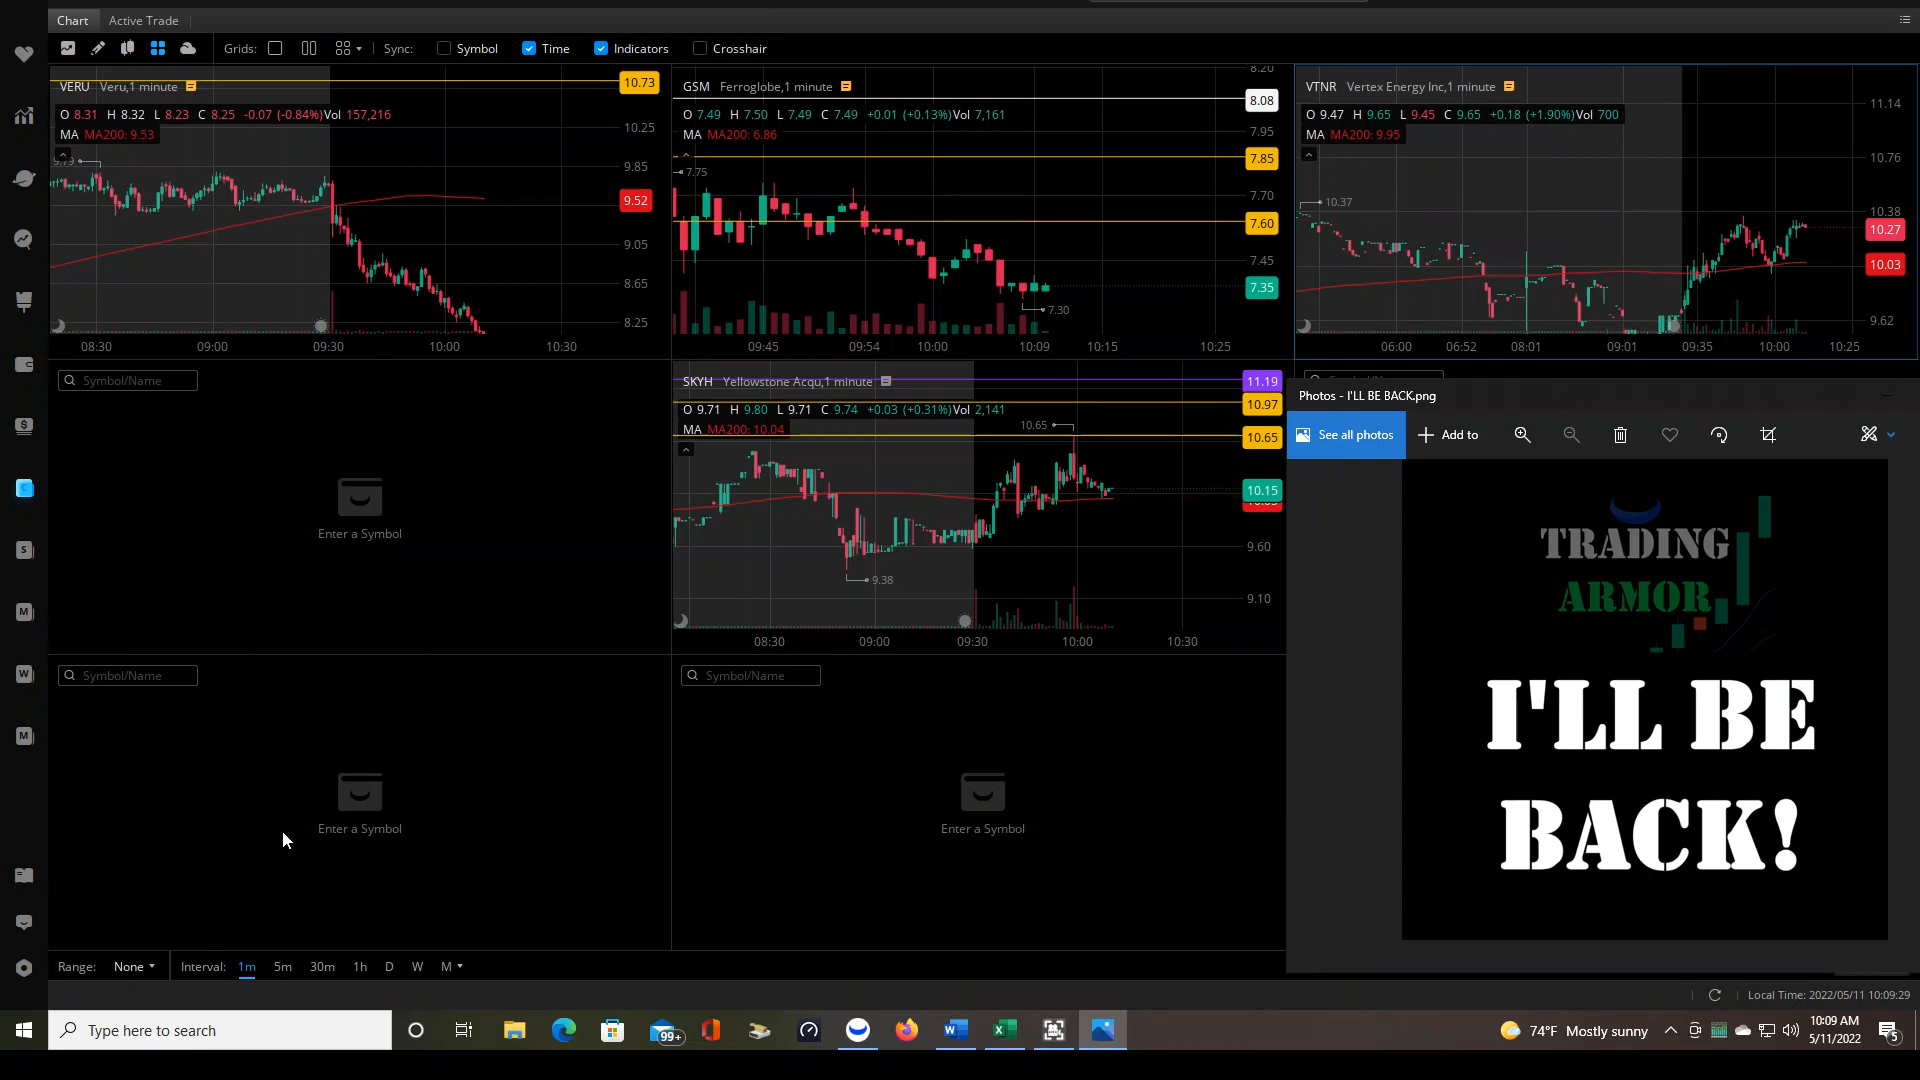 Chart Active Trade
Grids: Sync: Symbol Time Indicators Crosshair
VERU Veru,1 minute
O 8.31 H 8.32 L 8.23 C 8.25 -0.07 (-0.84%)Vol 157,216
MA MA200: 9.53
10.73
10.25
9.85
9.52
9.05
8.65
8.25
08:30 09:00 09:30 10:00 10:30
GSM Ferroglobe,1 minute
O 7.49 H 7.50 L 7.49 C 7.49 +0.01 (+0.13%)Vol 7,161
MA MA200: 6.86
7.75
7.30
8.20
8.08
7.95
7.85
7.70
7.60
7.45
7.35
09:45 09:54 10:00 10:09 10:15 10:25
VTNR Vertex Energy Inc,1 minute
O 9.47 H 9.65 L 9.45 C 9.65 +0.18 (+1.90%)Vol 700
MA MA200: 9.95
10.37
11.14
10.76
10.38
10.27
10.03
9.62
06:00 06:52 08:01 09:01 09:35 10:00 10:25
Symbol/Name
Enter a Symbol
SKYH Yellowstone Acqu,1 minute
O 9.71 H 9.80 L 9.71 C 9.74 +0.03 (+0.31%)Vol 2,141
MA MA200: 10.04
10.65
9.38
11.19
10.97
10.65
10.15
9.60
9.10
08:30 09:00 09:30 10:00 10:30
Photos - I'LL BE BACK.png
See all photos Add to
TRADING
ARMOR
I'LL BE
BACK!
Symbol/Name
Enter a Symbol
Symbol/Name
Enter a Symbol
Range: None Interval: 1m 5m 30m 1h D W M
Local Time: 2022/05/11 10:09:29
Type here to search
99+
74°F Mostly sunny
10:09 AM
5/11/2022
5